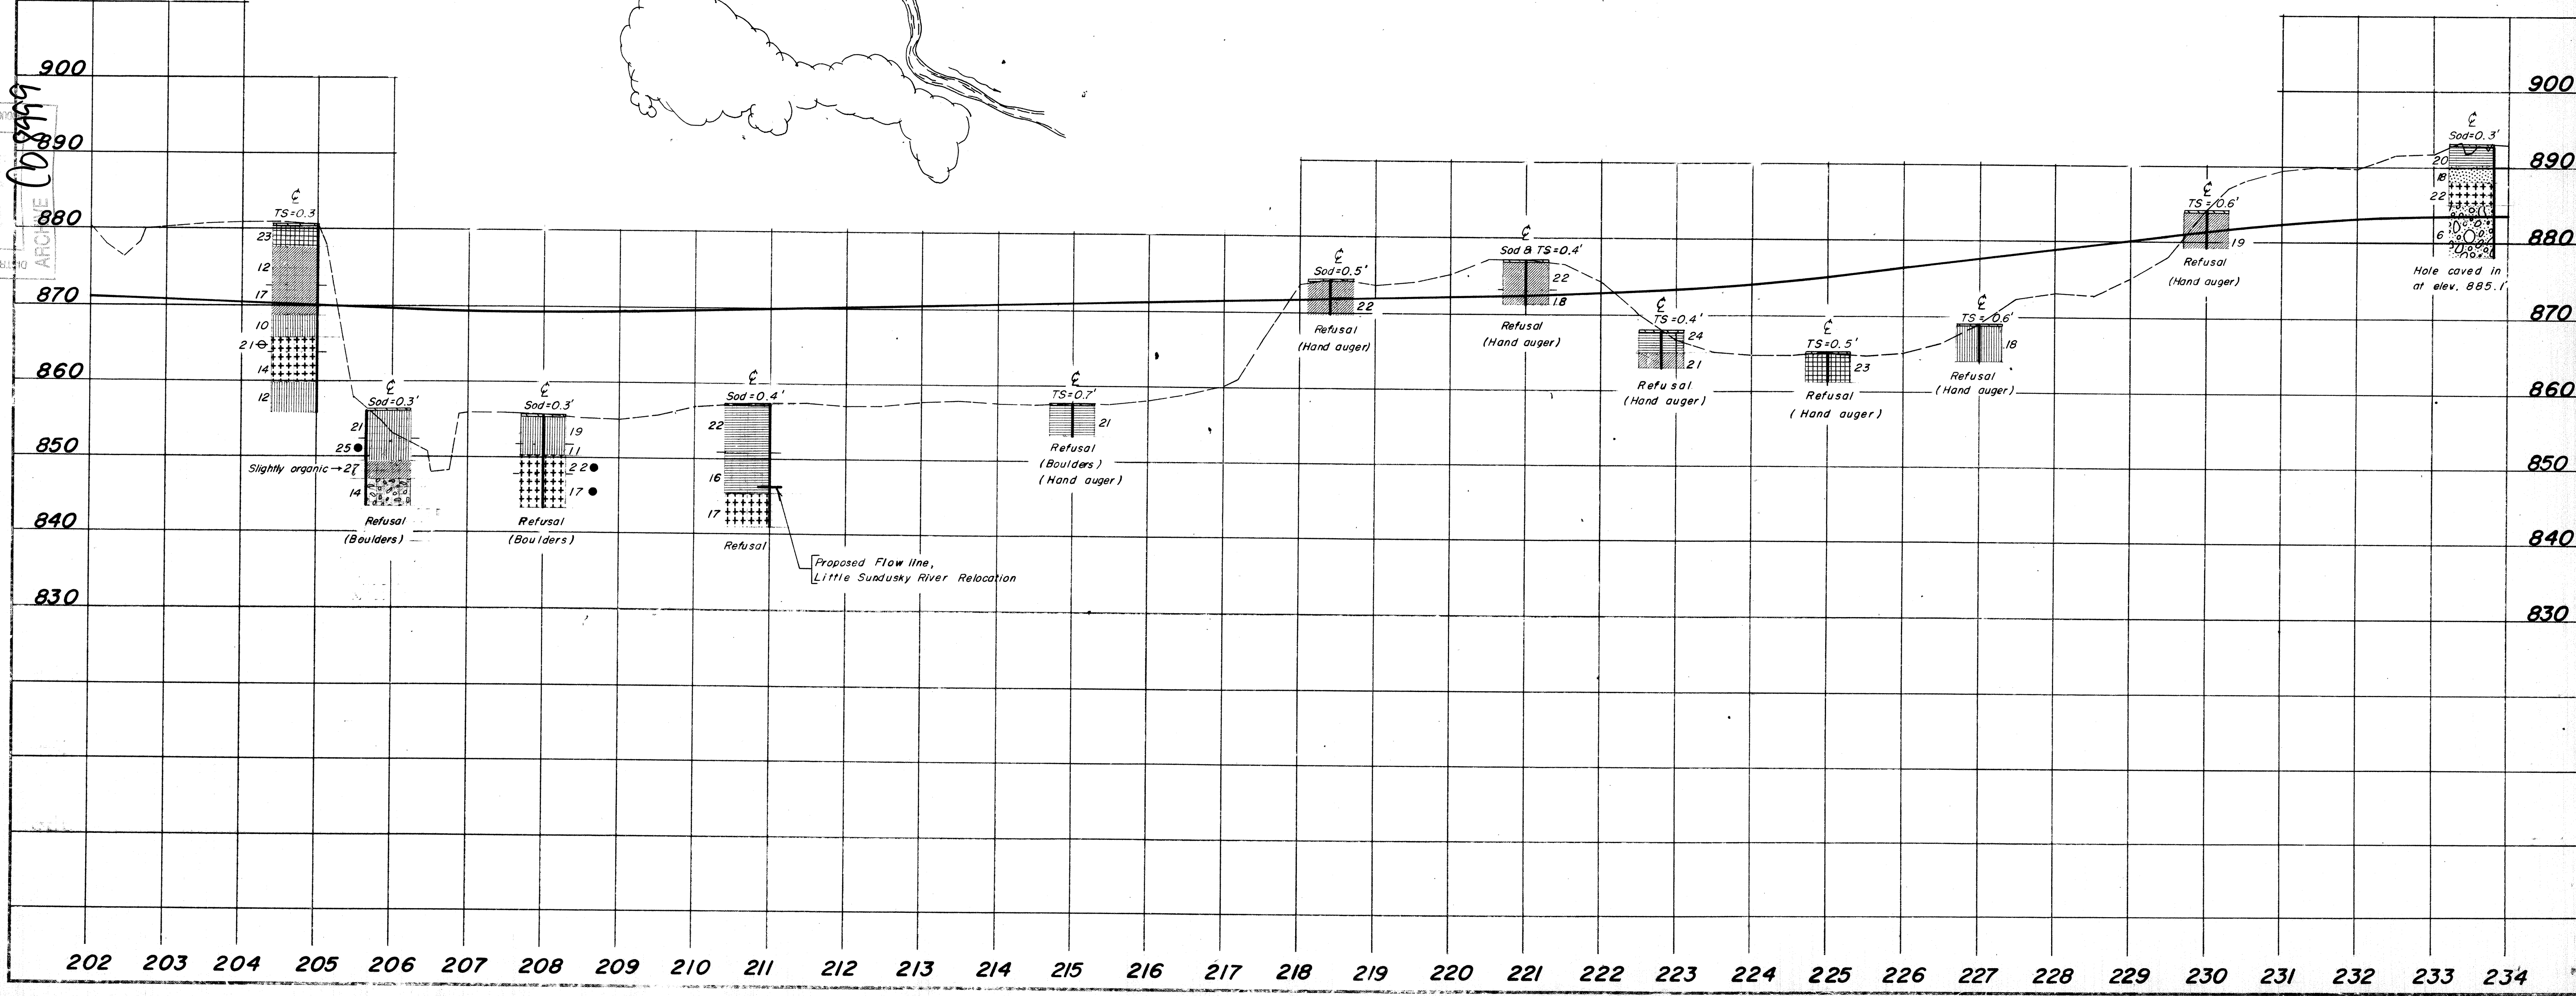 900
890
880
870
860
850
840
830
108999
ARCHIVE
℄
TS=0.3
23
12
17
10
21
14
12
℄
Sod=0.3'
21
25
Slightly organic → 27
14
Refusal
(Boulders)
℄
Sod=0.3'
19
11
22
17
Refusal
(Boulders)
℄
Sod=0.4'
22
16
17
Refusal
Proposed Flow line,
Little Sundusky River Relocation
℄
TS=0.7'
21
Refusal
(Boulders)
(Hand auger)
℄
Sod=0.5'
22
Refusal
(Hand auger)
℄
Sod & TS=0.4'
22
18
Refusal
(Hand auger)
℄
TS=0.4'
24
21
Refusal
(Hand auger)
℄
TS=0.5'
23
Refusal
(Hand auger)
℄
TS=0.6'
18
Refusal
(Hand auger)
℄
TS=0.6'
19
Refusal
(Hand auger)
℄
Sod=0.3'
20
18
22
6
Hole caved in
at elev. 885.1'
900
890
880
870
860
850
840
830
202 203 204 205 206 207 208 209 210 211 212 213 214 215 216 217 218 219 220 221 222 223 224 225 226 227 228 229 230 231 232 233 234